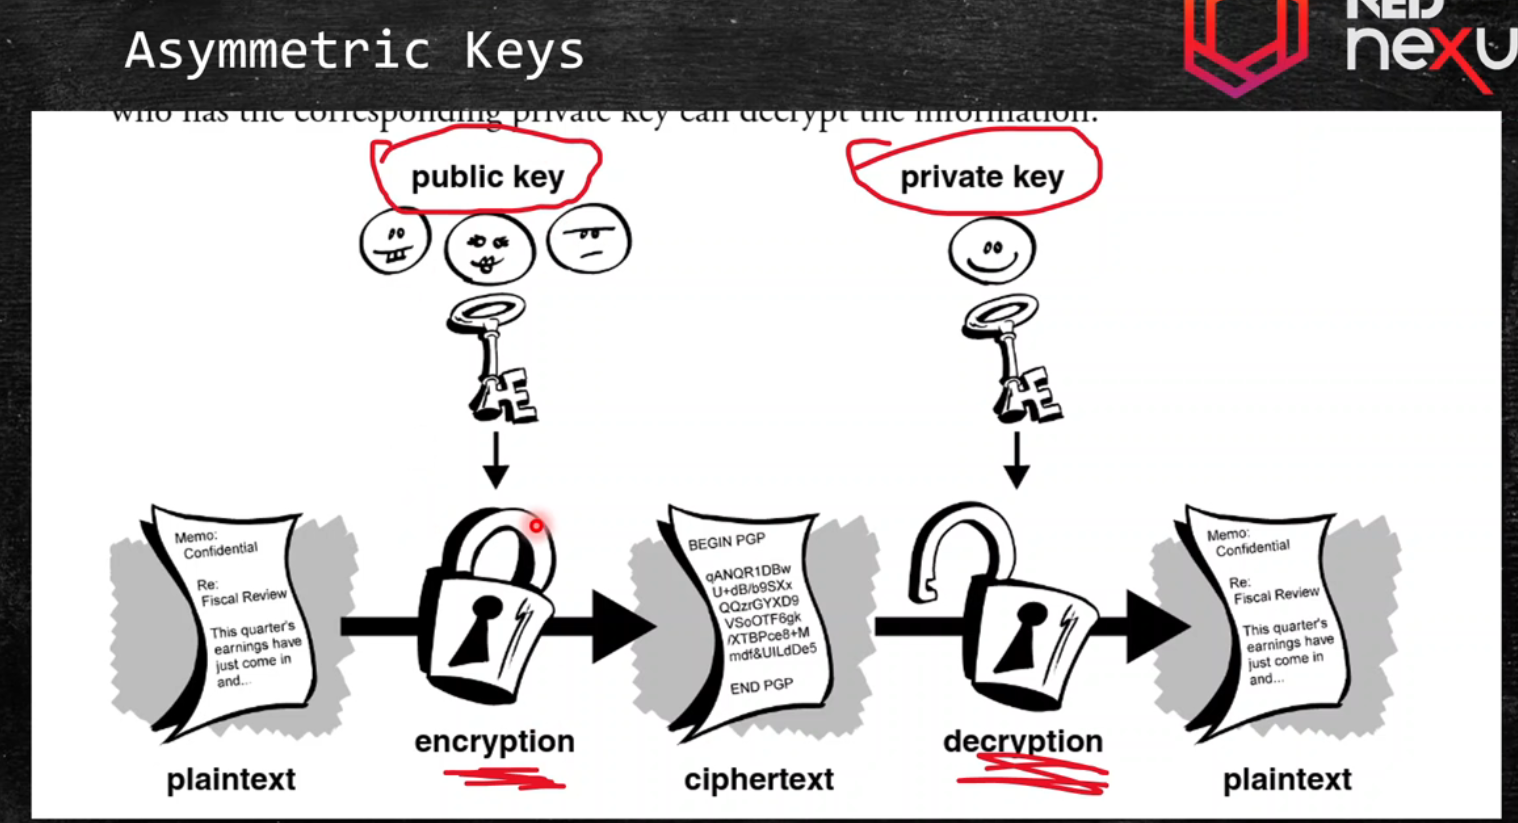 Asymmetric Keys
nexu
who has the corresponding private key can decrypt the information.
public key
private key
Memo:
Confidential
Re:
Fiscal Review
This quarter's
earnings have
just come in
and...
BEGIN PGP
qANQR1DBw
U+dB/b9SXx
QQzrGYXD9
VSoOTF6gk
/XTBPce8+M
mdf&UILdDe5
END PGP
Memo:
Confidential
Re:
Fiscal Review
This quarter's
earnings have
just come in
and...
encryption
decryption
plaintext
ciphertext
plaintext